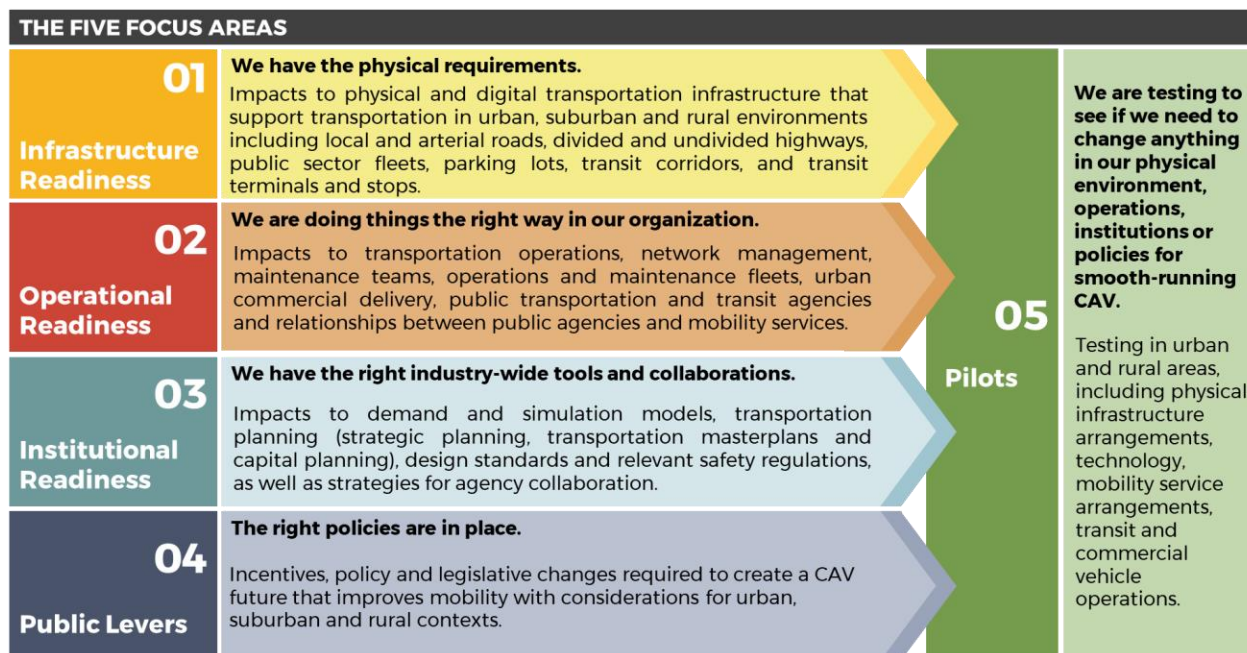 THE FIVE FOCUS AREAS
01
Infrastructure
Readiness
We have the physical requirements.
Impacts to physical and digital transportation infrastructure that
support transportation in urban, suburban and rural environments
including local and arterial roads, divided and undivided highways,
public sector fleets, parking lots, transit corridors, and transit
terminals and stops.
02
Operational
Readiness
We are doing things the right way in our organization.
Impacts to transportation operations, network management,
maintenance teams, operations and maintenance fleets, urban
commercial delivery, public transportation and transit agencies
and relationships between public agencies and mobility services.
03
Institutional
Readiness
We have the right industry-wide tools and collaborations.
Impacts to demand and simulation models, transportation
planning (strategic planning, transportation masterplans and
capital planning), design standards and relevant safety regulations,
as well as strategies for agency collaboration.
04
Public Levers
The right policies are in place.
Incentives, policy and legislative changes required to create a CAV
future that improves mobility with considerations for urban,
suburban and rural contexts.
05
Pilots
We are testing to
see if we need to
change anything
in our physical
environment,
operations,
institutions or
policies for
smooth-running
CAV.
Testing in urban
and rural areas,
including physical
infrastructure
arrangements,
technology,
mobility service
arrangements,
transit and
commercial
vehicle
operations.